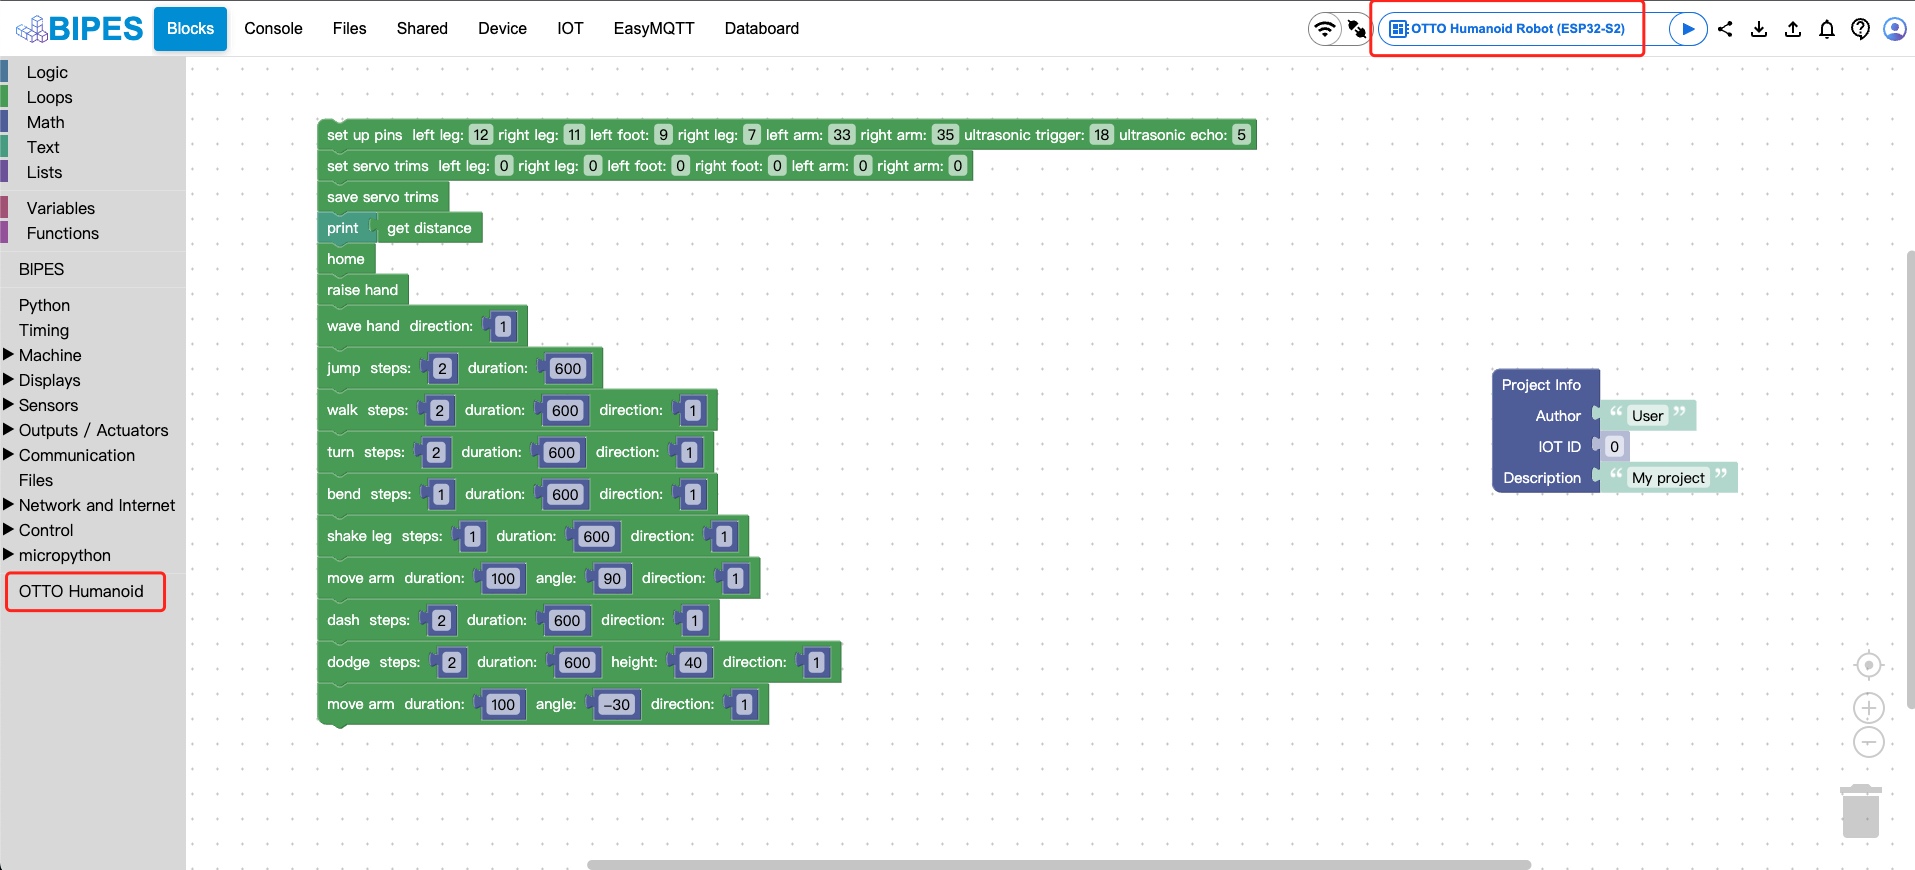 BIPES Blocks Console Files Shared Device IOT EasyMQTT Databoard OTTO Humanoid Robot (ESP32-S2)
Logic
Loops
Math
Text
Lists
Variables
Functions
BIPES
Python
Timing
Machine
Displays
Sensors
Outputs / Actuators
Communication
Files
Network and Internet
Control
micropython
OTTO Humanoid
set up pins left leg: 12 right leg: 11 left foot: 9 right leg: 7 left arm: 33 right arm: 35 ultrasonic trigger: 18 ultrasonic echo: 5
set servo trims left leg: 0 right leg: 0 left foot: 0 right foot: 0 left arm: 0 right arm: 0
save servo trims
print get distance
home
raise hand
wave hand direction: 1
jump steps: 2 duration: 600
walk steps: 2 duration: 600 direction: 1
turn steps: 2 duration: 600 direction: 1
bend steps: 1 duration: 600 direction: 1
shake leg steps: 1 duration: 600 direction: 1
move arm duration: 100 angle: 90 direction: 1
dash steps: 2 duration: 600 direction: 1
dodge steps: 2 duration: 600 height: 40 direction: 1
move arm duration: 100 angle: -30 direction: 1
Project Info
Author “ User ”
IOT ID 0
Description “ My project ”